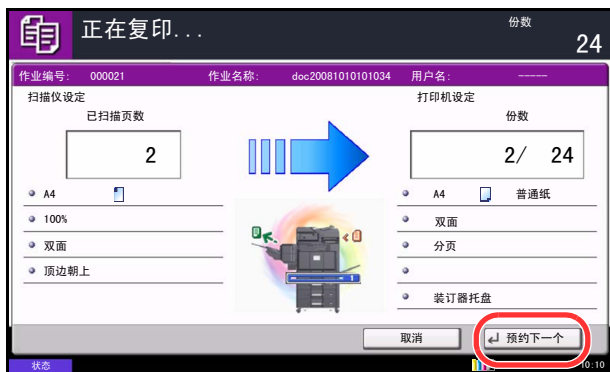 正在复印...
份数
24
作业编号: 000021 作业名称: doc20081010101034 用户名: -----
扫描仪设定
打印机设定
已扫描页数
份数
2
2/ 24
A4
A4 普通纸
100%
双面
双面
分页
顶边朝上
装订器托盘
取消
预约下一个
状态
10:10